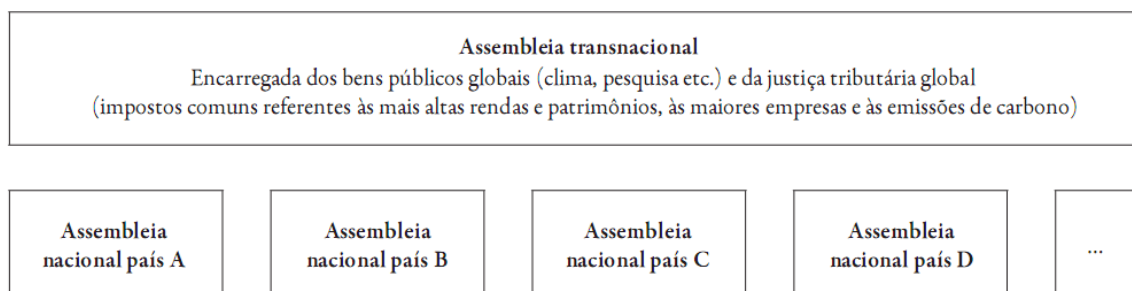 Assembleia transnacional
Encarregada dos bens públicos globais (clima, pesquisa etc.) e da justiça tributária global
(impostos comuns referentes às mais altas rendas e patrimônios, às maiores empresas e às emissões de carbono)
Assembleia
nacional país A
Assembleia
nacional país B
Assembleia
nacional país C
Assembleia
nacional país D
...